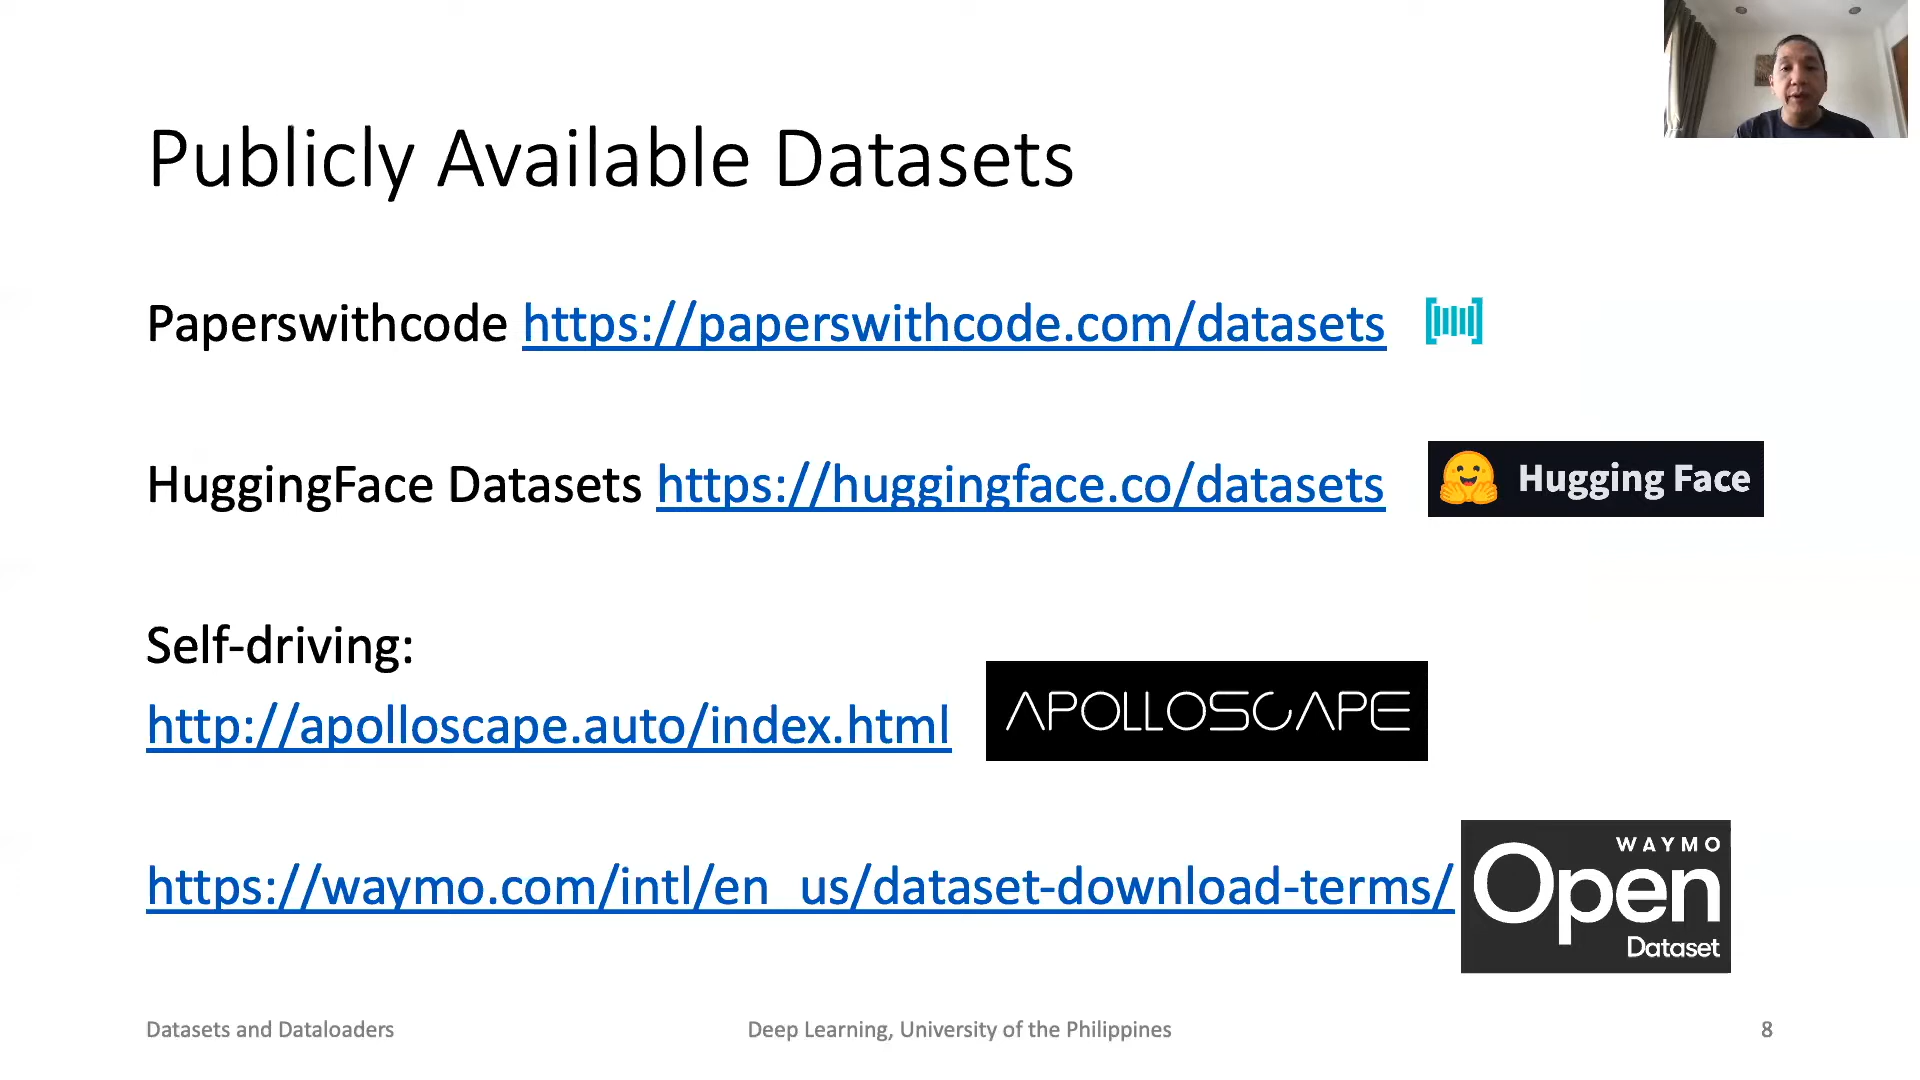 Publicly Available Datasets
Paperswithcode https://paperswithcode.com/datasets
HuggingFace Datasets https://huggingface.co/datasets
Hugging Face
Self-driving:
http://apolloscape.auto/index.html
APOLLOSCAPE
https://waymo.com/intl/en_us/dataset-download-terms/
WAYMO
Open
Dataset
Datasets and Dataloaders
Deep Learning, University of the Philippines
8